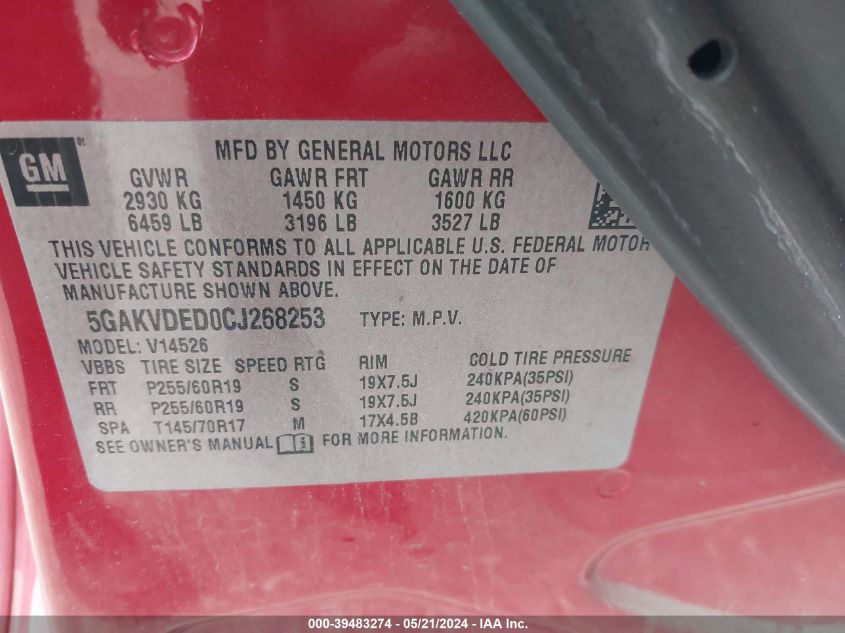 GM ®
MFD BY GENERAL MOTORS LLC
GVWR GAWR FRT GAWR RR
2930 KG 1450 KG 1600 KG
6459 LB 3196 LB 3527 LB
THIS VEHICLE CONFORMS TO ALL APPLICABLE U.S. FEDERAL MOTOR
VEHICLE SAFETY STANDARDS IN EFFECT ON THE DATE OF
MANUFACTURE SHOWN ABOVE.
5GAKVDED0CJ268253 TYPE: M.P.V.
MODEL: V14526
VBBS TIRE SIZE SPEED RTG RIM COLD TIRE PRESSURE
FRT P255/60R19 S 19X7.5J 240KPA(35PSI)
RR P255/60R19 S 19X7.5J 240KPA(35PSI)
SPA T145/70R17 M 17X4.5B 420KPA(60PSI)
SEE OWNER'S MANUAL FOR MORE INFORMATION.
000-39483274 - 05/21/2024 - IAA Inc.